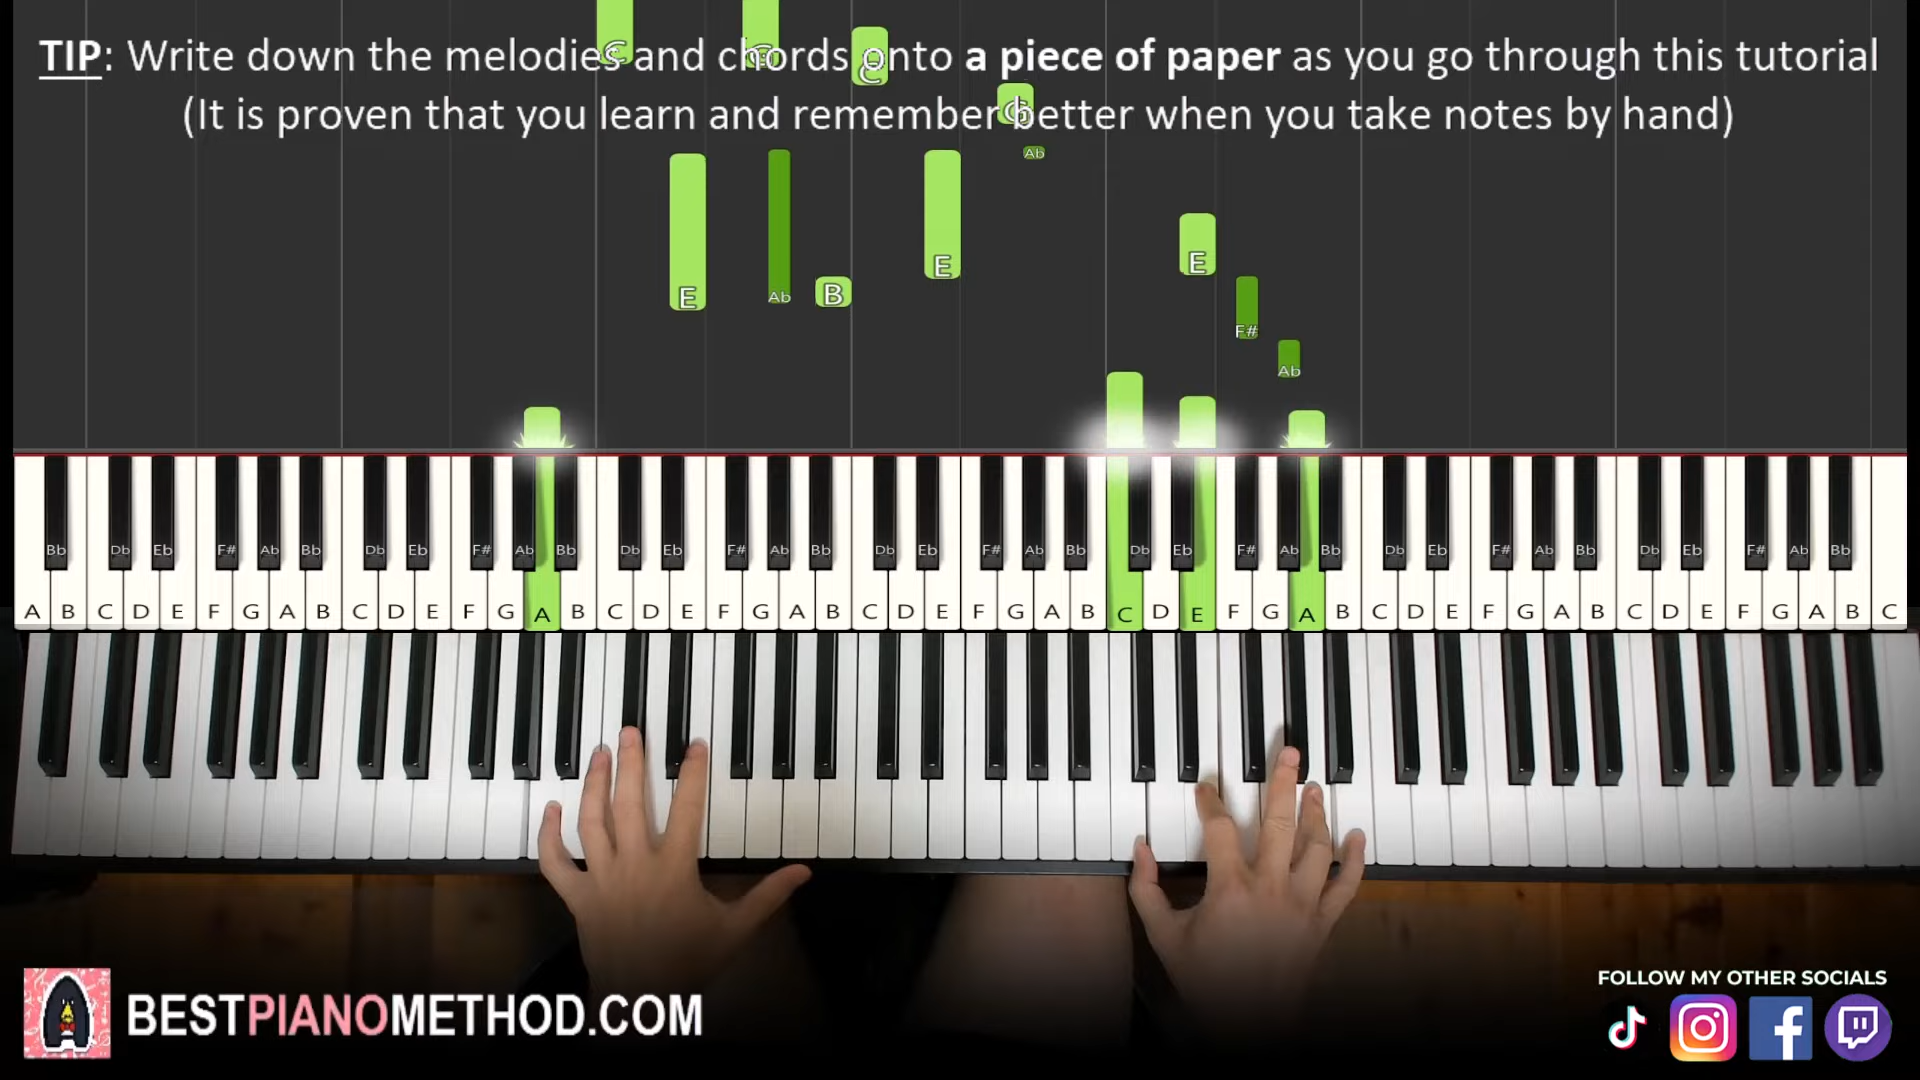 TIP: Write down the melodies and chords onto a piece of paper as you go through this tutorial
(It is proven that you learn and remember better when you take notes by hand)
C G C G
Ab
E Ab B E E
F#
Ab
Bb Db Eb F# Ab Bb Db Eb F# Ab Bb Db Eb F# Ab Bb Db Eb F# Ab Bb Db Eb F# Ab Bb Db Eb F# Ab Bb Db Eb F# Ab Bb
A B C D E F G A B C D E F G A B C D E F G A B C D E F G A B C D E F G A B C D E F G A B C D E F G A B C
FOLLOW MY OTHER SOCIALS
BESTPIANOMETHOD.COM